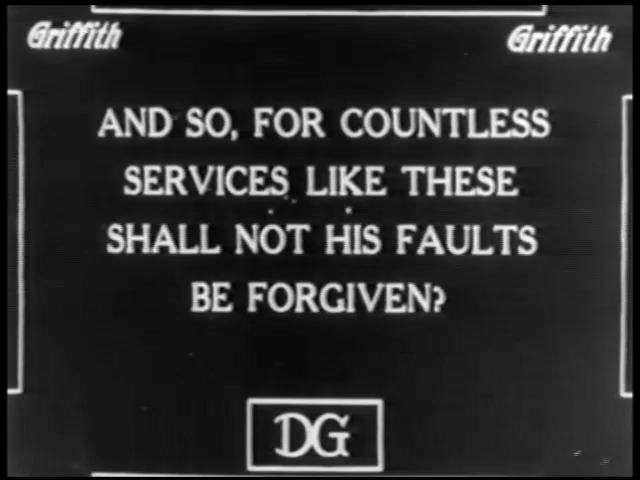 Griffith Griffith
AND SO, FOR COUNTLESS
SERVICES LIKE THESE
SHALL NOT HIS FAULTS
BE FORGIVEN?
DG